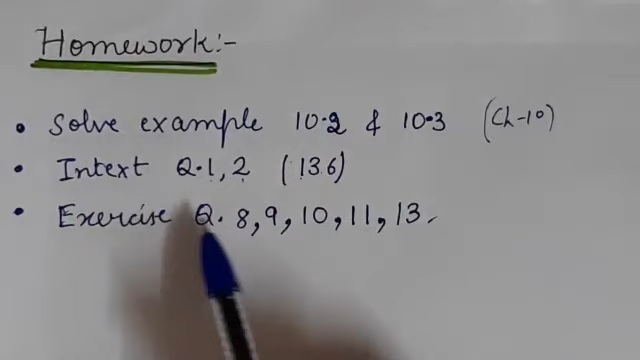 Homework:-
• Solve example 10.2 & 10.3 (Ch-10)
• Intext Q.1, 2 (136)
• Exercise Q. 8, 9, 10, 11, 13.